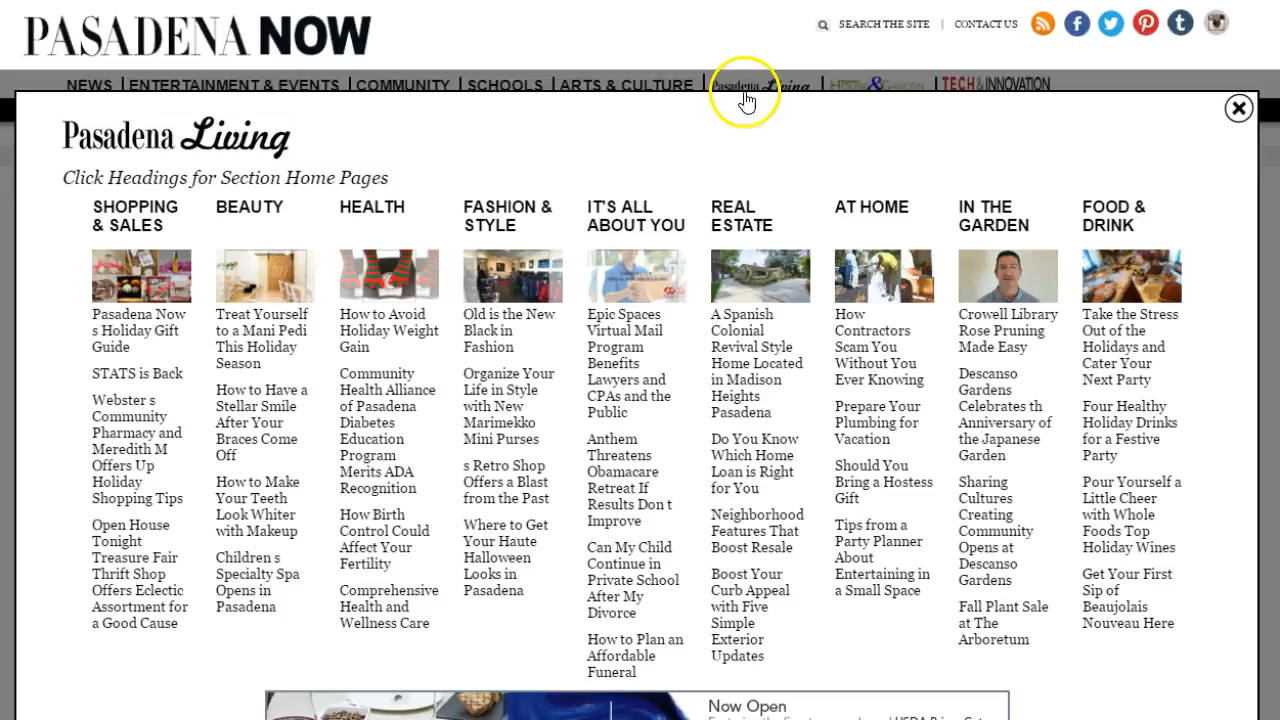 PASADENA NOW
SEARCH THE SITE | CONTACT US
NEWS | ENTERTAINMENT & EVENTS | COMMUNITY | SCHOOLS | ARTS & CULTURE | Pasadena Living | HOME & GARDEN | TECH & INNOVATION
Pasadena Living
Click Headings for Section Home Pages
SHOPPING
& SALES
Pasadena Now
s Holiday Gift
Guide
STATS is Back
Webster s
Community
Pharmacy and
Meredith M
Offers Up
Holiday
Shopping Tips
Open House
Tonight
Treasure Fair
Thrift Shop
Offers Eclectic
Assortment for
a Good Cause
BEAUTY
Treat Yourself
to a Mani Pedi
This Holiday
Season
How to Have a
Stellar Smile
After Your
Braces Come
Off
How to Make
Your Teeth
Look Whiter
with Makeup
Children s
Specialty Spa
Opens in
Pasadena
HEALTH
How to Avoid
Holiday Weight
Gain
Community
Health Alliance
of Pasadena
Diabetes
Education
Program
Merits ADA
Recognition
How Birth
Control Could
Affect Your
Fertility
Comprehensive
Health and
Wellness Care
FASHION &
STYLE
Old is the New
Black in
Fashion
Organize Your
Life in Style
with New
Marimekko
Mini Purses
s Retro Shop
Offers a Blast
from the Past
Where to Get
Your Haute
Halloween
Looks in
Pasadena
IT'S ALL
ABOUT YOU
Epic Spaces
Virtual Mail
Program
Benefits
Lawyers and
CPAs and the
Public
Anthem
Threatens
Obamacare
Retreat If
Results Don t
Improve
Can My Child
Continue in
Private School
After My
Divorce
How to Plan an
Affordable
Funeral
REAL
ESTATE
A Spanish
Colonial
Revival Style
Home Located
in Madison
Heights
Pasadena
Do You Know
Which Home
Loan is Right
for You
Neighborhood
Features That
Boost Resale
Boost Your
Curb Appeal
with Five
Simple
Exterior
Updates
AT HOME
How
Contractors
Scam You
Without You
Ever Knowing
Prepare Your
Plumbing for
Vacation
Should You
Bring a Hostess
Gift
Tips from a
Party Planner
About
Entertaining in
a Small Space
IN THE
GARDEN
Crowell Library
Rose Pruning
Made Easy
Descanso
Gardens
Celebrates th
Anniversary of
the Japanese
Garden
Sharing
Cultures
Creating
Community
Opens at
Descanso
Gardens
Fall Plant Sale
at The
Arboretum
FOOD &
DRINK
Take the Stress
Out of the
Holidays and
Cater Your
Next Party
Four Healthy
Holiday Drinks
for a Festive
Party
Pour Yourself a
Little Cheer
with Whole
Foods Top
Holiday Wines
Get Your First
Sip of
Beaujolais
Nouveau Here
Now Open